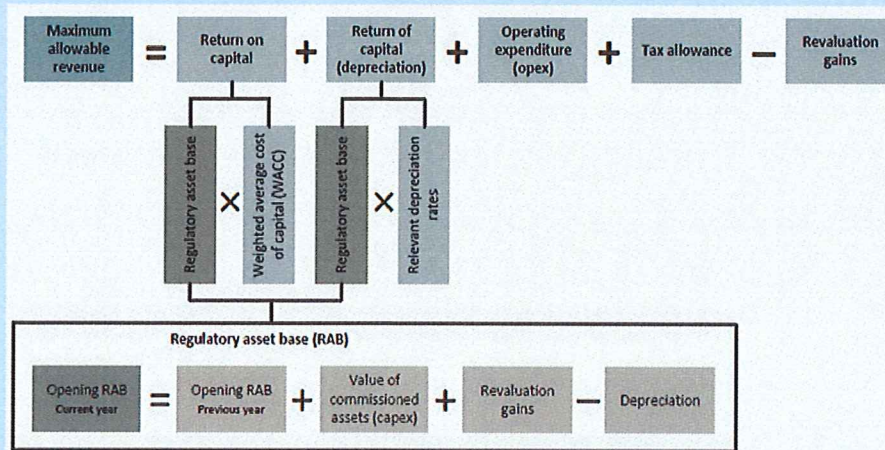 Maximum
allowable
revenue
=
Return on
capital
+
Return of
capital
(depreciation)
+
Operating
expenditure
(opex)
+
Tax allowance
−
Revaluation
gains
Regulatory asset base
×
Weighted average cost
of capital (WACC)
Regulatory asset base
×
Relevant depreciation
rates
Regulatory asset base (RAB)
Opening RAB
Current year
=
Opening RAB
Previous year
+
Value of
commissioned
assets (capex)
+
Revaluation
gains
−
Depreciation